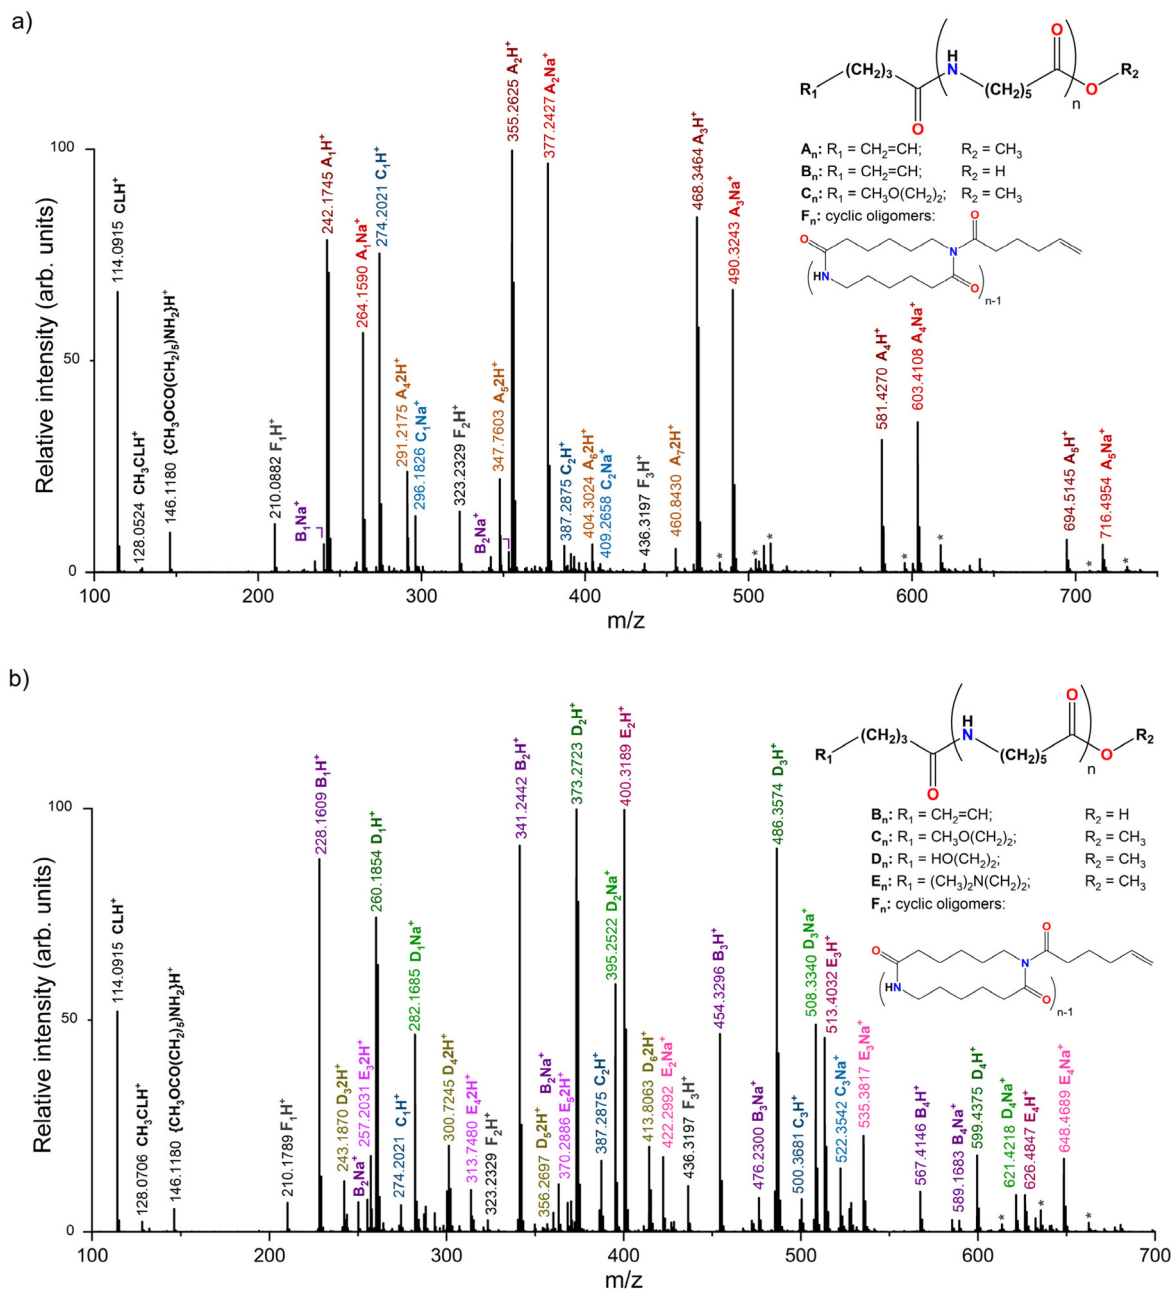 a)
Relative intensity (arb. units)
100
50
0
114.0915 CLH⁺
128.0524 CH₃CLH⁺
146.1180 {CH₃OCO(CH₂)₅)NH₂}H⁺
210.0882 F₁H⁺
B₁Na⁺
242.1745 A₁H⁺
264.1590 A₁Na⁺
274.2021 C₁H⁺
291.2175 A₄2H⁺
296.1826 C₁Na⁺
323.2329 F₂H⁺
B₂Na⁺
347.7603 A₅2H⁺
355.2625 A₂H⁺
377.2427 A₂Na⁺
387.2875 C₂H⁺
404.3024 A₆2H⁺
409.2658 C₂Na⁺
436.3197 F₃H⁺
460.8430 A₇2H⁺
468.3464 A₃H⁺
*
490.3243 A₃Na⁺
*
*
581.4270 A₄H⁺
*
603.4108 A₄Na⁺
*
694.5145 A₅H⁺
*
716.4954 A₅Na⁺
*
100 200 300 400 500 600 700
m/z
R₁ (CH₂)₃ O H N (CH₂)₅ O n O R₂
Aₙ: R₁ = CH₂=CH; R₂ = CH₃
Bₙ: R₁ = CH₂=CH; R₂ = H
Cₙ: R₁ = CH₃O(CH₂)₂; R₂ = CH₃
Fₙ: cyclic oligomers:
O N O HN O n-1
b)
Relative intensity (arb. units)
100
50
0
114.0915 CLH⁺
128.0706 CH₃CLH⁺
146.1180 {CH₃OCO(CH₂)₅)NH₂}H⁺
210.1789 F₁H⁺
228.1609 B₁H⁺
243.1870 D₃2H⁺
B₂Na⁺
257.2031 E₃2H⁺
260.1854 D₁H⁺
274.2021 C₁H⁺
282.1685 D₁Na⁺
300.7245 D₄2H⁺
313.7480 E₄2H⁺
323.2329 F₂H⁺
341.2442 B₂H⁺
356.2697 D₅2H⁺
B₂Na⁺
370.2886 E₅2H⁺
373.2723 D₂H⁺
387.2875 C₂H⁺
395.2522 D₂Na⁺
400.3189 E₂H⁺
413.8063 D₆2H⁺
422.2992 E₂Na⁺
436.3197 F₃H⁺
454.3296 B₃H⁺
476.2300 B₃Na⁺
486.3574 D₃H⁺
500.3681 C₃H⁺
508.3340 D₃Na⁺
513.4032 E₃H⁺
522.3542 C₃Na⁺
535.3817 E₃Na⁺
567.4146 B₄H⁺
589.1683 B₄Na⁺
599.4375 D₄H⁺
*
621.4218 D₄Na⁺
626.4847 E₄H⁺
*
648.4689 E₄Na⁺
*
100 200 300 400 500 600 700
m/z
R₁ (CH₂)₃ O H N (CH₂)₅ O n O R₂
Bₙ: R₁ = CH₂=CH; R₂ = H
Cₙ: R₁ = CH₃O(CH₂)₂; R₂ = CH₃
Dₙ: R₁ = HO(CH₂)₂; R₂ = CH₃
Eₙ: R₁ = (CH₃)₂N(CH₂)₂; R₂ = CH₃
Fₙ: cyclic oligomers:
O N O HN O n-1